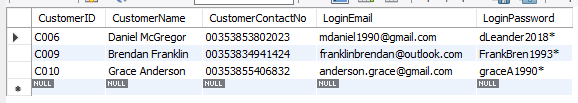 CustomerID CustomerName CustomerContactNo LoginEmail LoginPassword
C006 Daniel McGregor 00353853802023 mdaniel1990@gmail.com dLeander2018*
C009 Brendan Franklin 00353834941424 franklinbrendan@outlook.com FrankBren1993*
C010 Grace Anderson 00353855406832 anderson.grace@gmail.com graceA1990*
NULL NULL NULL NULL NULL